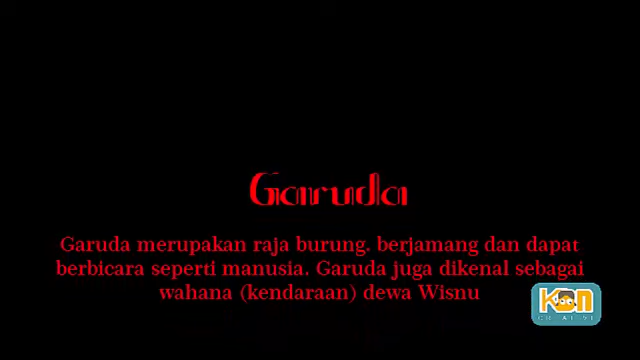 Garuda
Garuda merupakan raja burung, berjamang dan dapat
berbicara seperti manusia. Garuda juga dikenal sebagai
wahana (kendaraan) dewa Wisnu